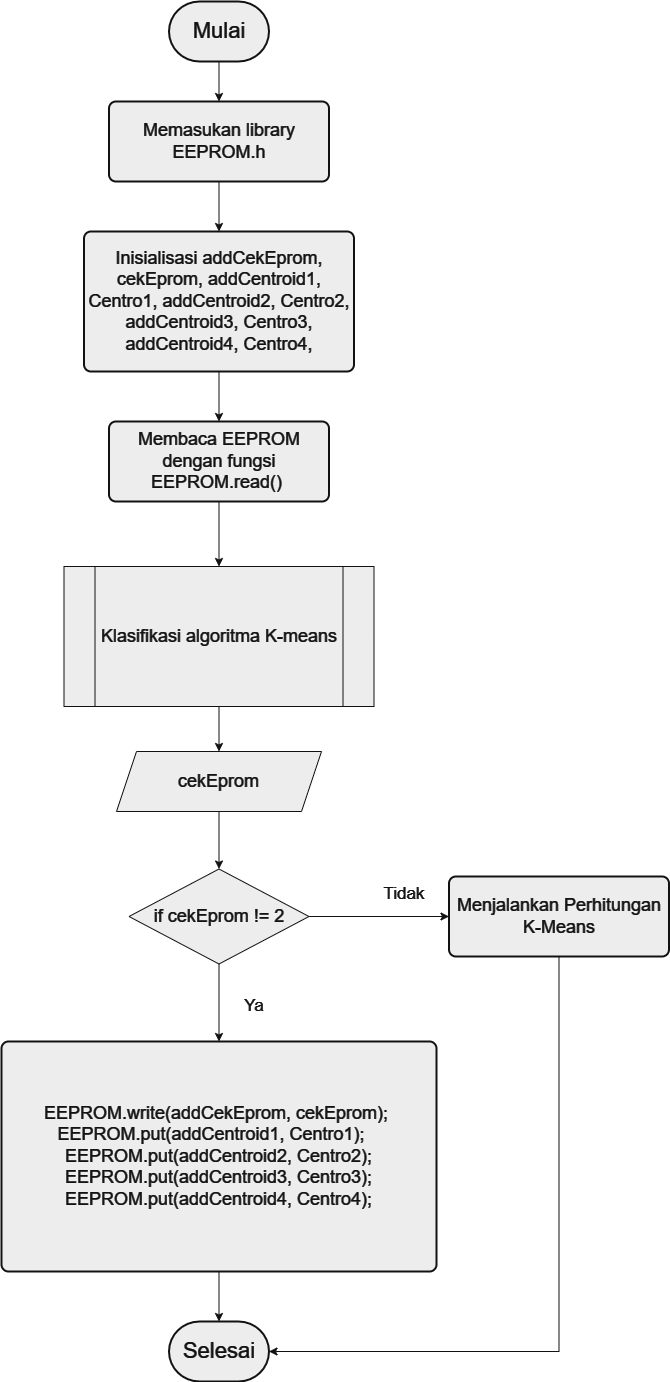 Mulai
Memasukan library
EEPROM.h
Inisialisasi addCekEprom,
cekEprom, addCentroid1,
Centro1, addCentroid2, Centro2,
addCentroid3, Centro3,
addCentroid4, Centro4,
Membaca EEPROM
dengan fungsi
EEPROM.read()
Klasifikasi algoritma K-means
cekEprom
if cekEprom != 2
Tidak
Menjalankan Perhitungan
K-Means
Ya
EEPROM.write(addCekEprom, cekEprom);
EEPROM.put(addCentroid1, Centro1);
EEPROM.put(addCentroid2, Centro2);
EEPROM.put(addCentroid3, Centro3);
EEPROM.put(addCentroid4, Centro4);
Selesai